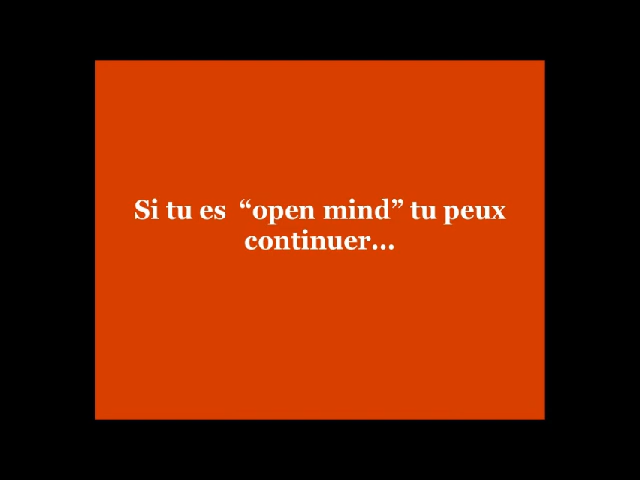 Si tu es  “open mind” tu peux
continuer...